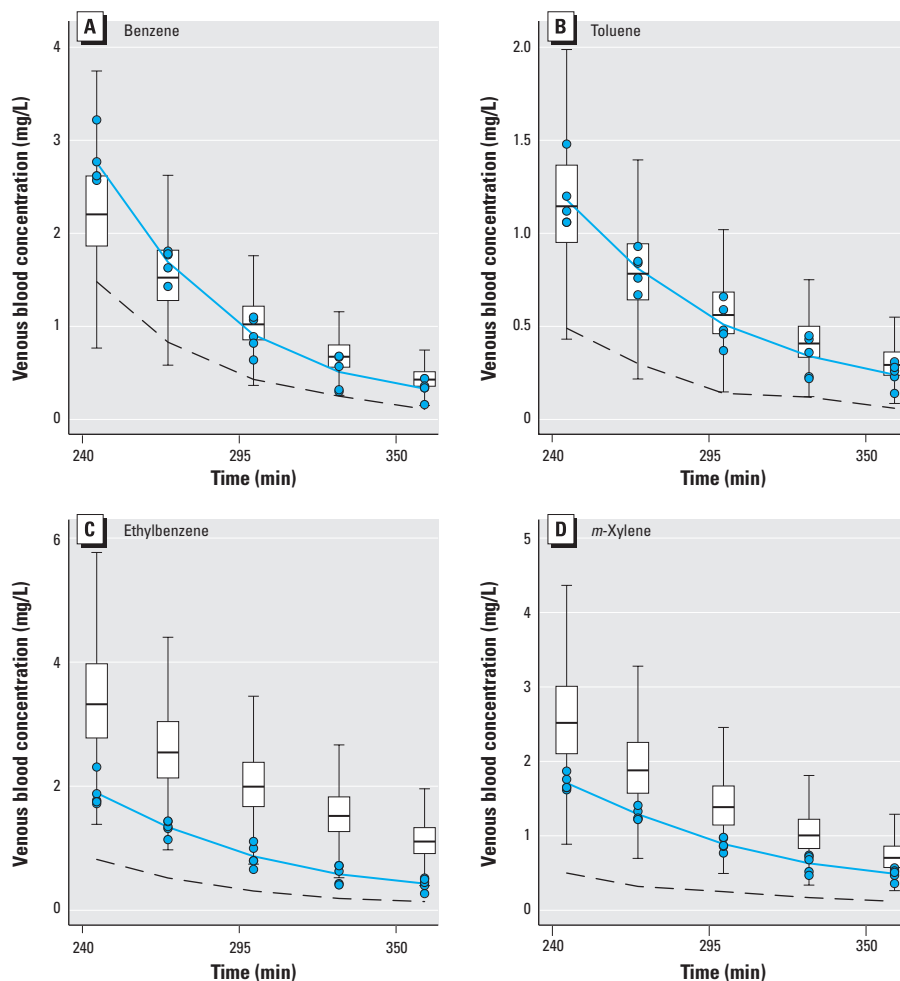 A Benzene
Venous blood concentration (mg/L)
4
3
2
1
0
240 295 350
Time (min)
B Toluene
Venous blood concentration (mg/L)
2.0
1.5
1.0
0.5
0
240 295 350
Time (min)
C Ethylbenzene
Venous blood concentration (mg/L)
6
4
2
0
240 295 350
Time (min)
D m-Xylene
Venous blood concentration (mg/L)
5
4
3
2
1
0
240 295 350
Time (min)